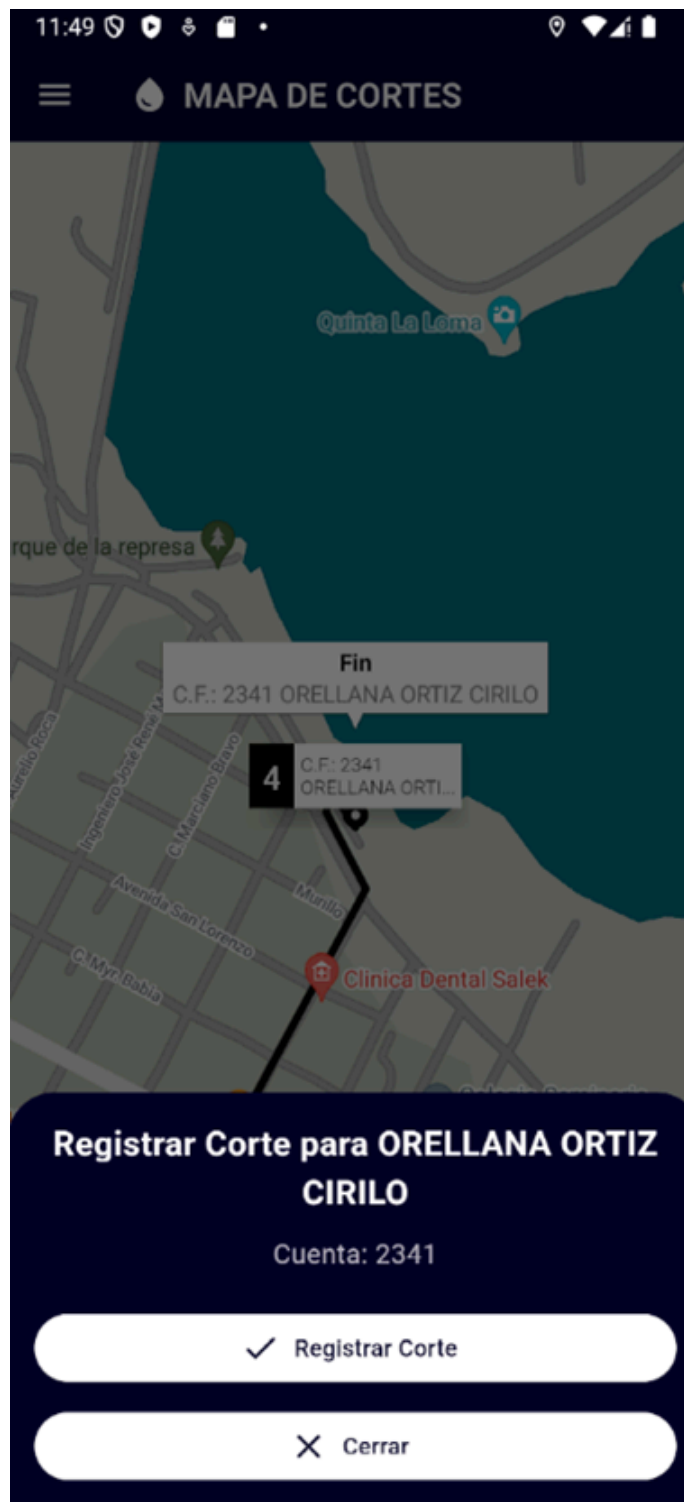 11:49
MAPA DE CORTES
Quinta La Loma
rque de la represa
Fin
C.F.: 2341 ORELLANA ORTIZ CIRILO
4
C.F.: 2341
ORELLANA ORTI...
Aurelio Roca
Ingeniero José René M
C. Marciano Bravo
Murillo
Avenida San Lorenzo
C. Myr. Babia
Clinica Dental Salek
Registrar Corte para ORELLANA ORTIZ
CIRILO
Cuenta: 2341
Registrar Corte
Cerrar